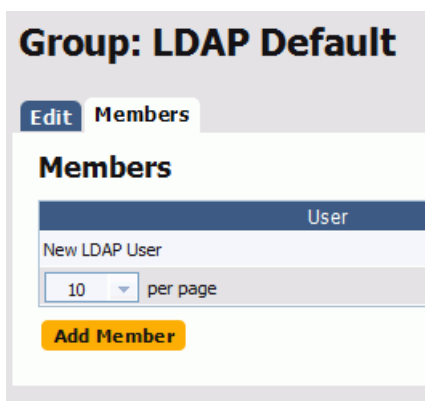 Group: LDAP Default
Edit Members
Members
User
New LDAP User
10 per page
Add Member